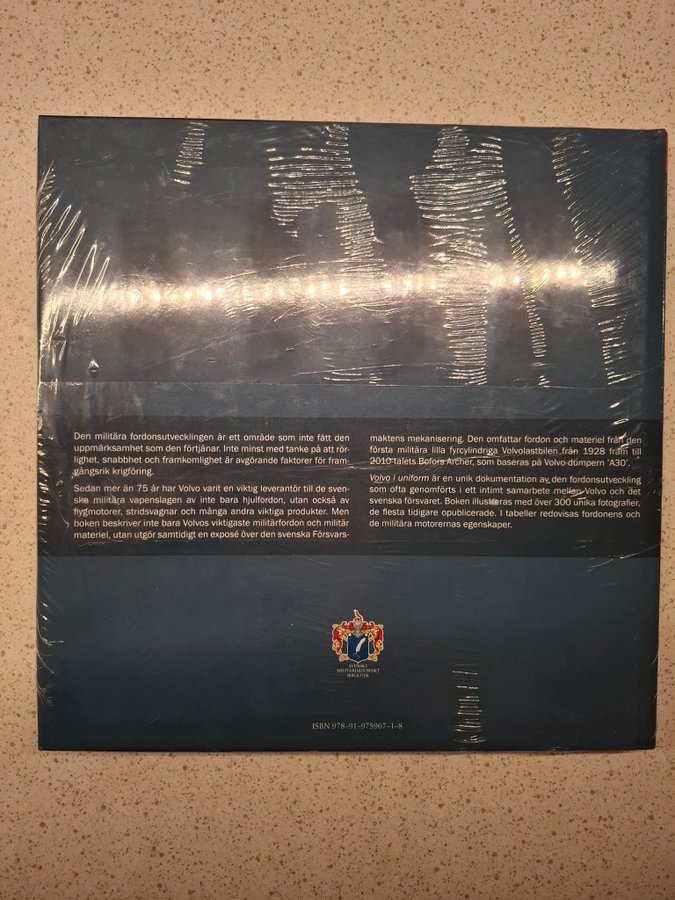 Den militära fordonsutvecklingen är ett område som inte fått den
uppmärksamhet som den förtjänar. Inte minst med tanke på att rör-
lighet, snabbhet och framkomlighet är avgörande faktorer för fram-
gångsrik krigföring.
Sedan mer än 75 år har Volvo varit en viktig leverantör till de sven-
ska militära vapenslagen av inte bara hjulfordon, utan också av
flygmotorer, stridsvagnar och många andra viktiga produkter. Men
boken beskriver inte bara Volvos viktigaste militärfordon och militär
materiel, utan utgör samtidigt en exposé över den svenska Försvars-
maktens mekanisering. Den omfattar fordon och materiel från den
första militära lilla fyrcylindriga Volvolastbilen från 1928 fram till
2010-talets Bofors Archer, som baseras på Volvo-dumpern 'A30'.
Volvo i uniform är en unik dokumentation av den fordonsutveckling
som ofta genomförts i ett intimt samarbete mellan Volvo och det
svenska försvaret. Boken illustreras med över 300 unika fotografier,
de flesta tidigare opublicerade. I tabeller redovisas fordonens och
de militära motorernas egenskaper.
SVENSKT
MILITÄRHISTORISKT
BIBLIOTEK
ISBN 978–91–975967–1–8